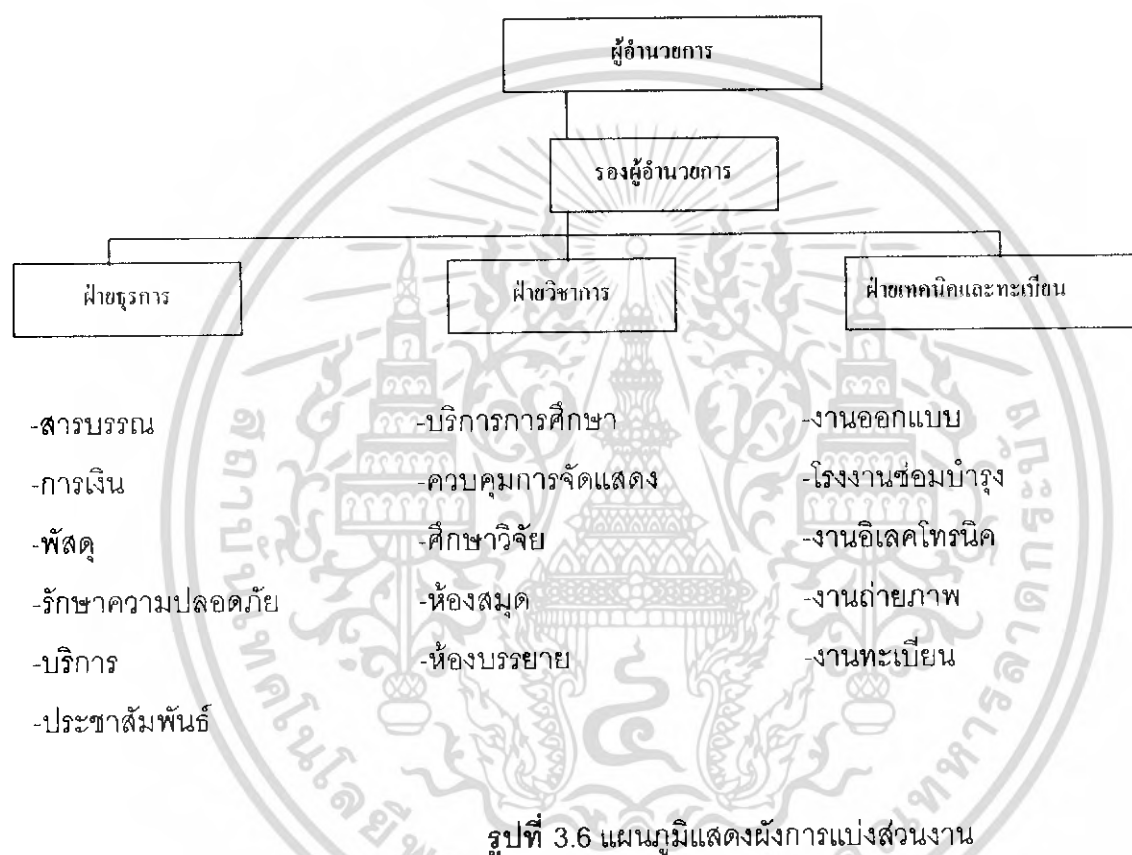 ผู้อำนวยการ
รองผู้อำนวยการ
ฝ่ายธุรการ
ฝ่ายวิชาการ
ฝ่ายเทคนิคและทะเบียน
-สารบรรณ
-การเงิน
-พัสดุ
-รักษาความปลอดภัย
-บริการ
-ประชาสัมพันธ์
-บริการการศึกษา
-ควบคุมการจัดแสดง
-ศึกษาวิจัย
-ห้องสมุด
-ห้องบรรยาย
-งานออกแบบ
-โรงงานซ่อมบำรุง
-งานอิเลคโทรนิค
-งานถ่ายภาพ
-งานทะเบียน
รูปที่ 3.6 แผนภูมิแสดงผังการแบ่งส่วนงาน